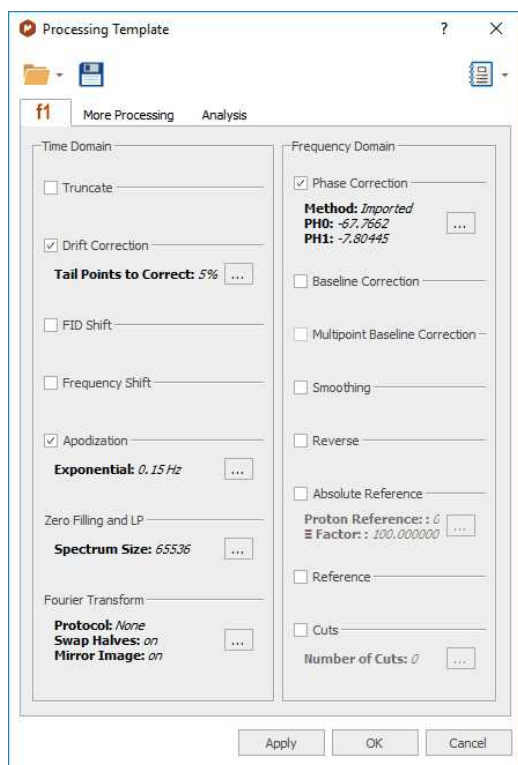 Processing Template
?
f1
More Processing
Analysis
Time Domain
Truncate
Drift Correction
Tail Points to Correct: 5%
...
FID Shift
Frequency Shift
Apodization
Exponential: 0.15 Hz
...
Zero Filling and LP
Spectrum Size: 65536
...
Fourier Transform
Protocol: None
Swap Halves: on
Mirror Image: on
...
Frequency Domain
Phase Correction
Method: Imported
PH0: -67.7662
PH1: -7.80445
...
Baseline Correction
Multipoint Baseline Correction
Smoothing
Reverse
Absolute Reference
Proton Reference: : 0
Ξ Factor: : 100.000000
...
Reference
Cuts
Number of Cuts: 0
...
Apply
OK
Cancel